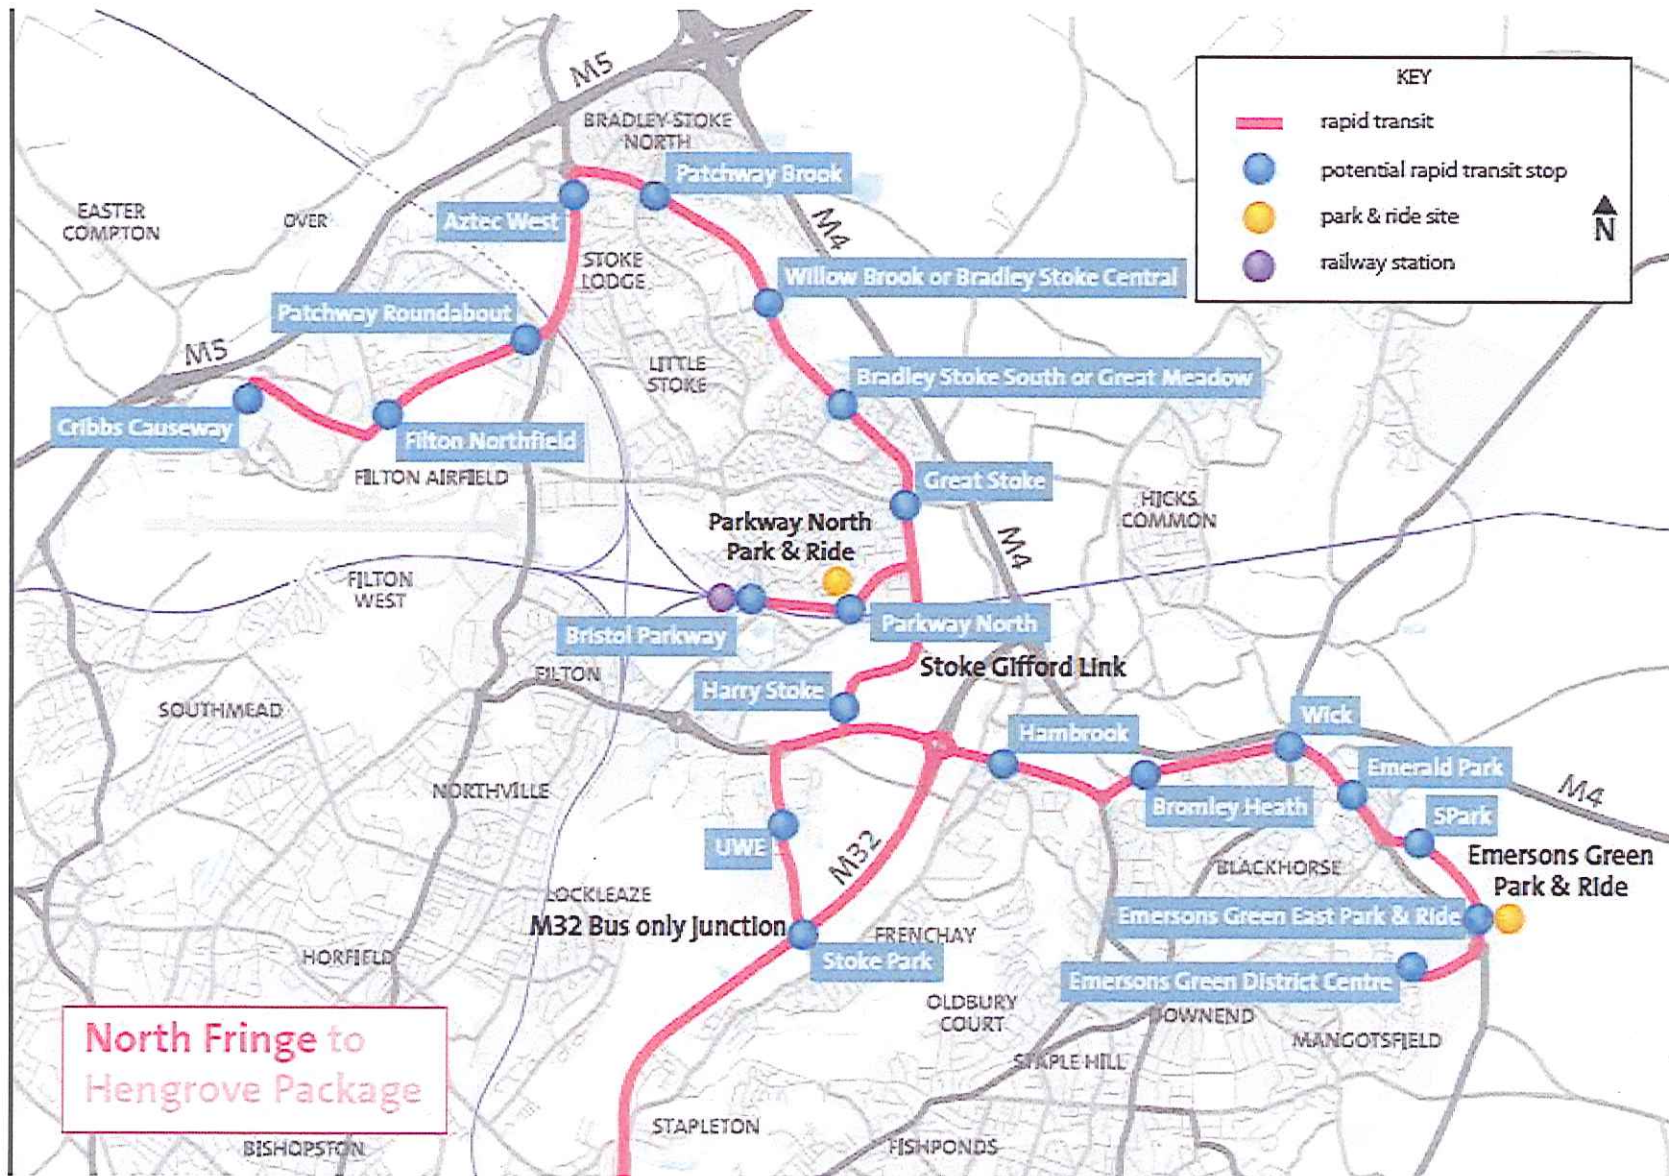 M5
BRADLEY STOKE
NORTH
KEY
rapid transit
potential rapid transit stop
park & ride site
railway station
N
Patchway Brook
EASTER
COMPTON
OVER
Aztec West
M4
STOKE
LODGE
Willow Brook or Bradley Stoke Central
Patchway Roundabout
M5
LITTLE
STOKE
Bradley Stoke South or Great Meadow
Cribbs Causeway
Filton Northfield
FILTON AIRFIELD
Great Stoke
HICKS
COMMON
Parkway North
Park & Ride
M4
FILTON
WEST
Bristol Parkway
Parkway North
Stoke Gifford Link
FILTON
Harry Stoke
SOUTHMEAD
Wick
Hambrook
Emerald Park
NORTHVILLE
Bromley Heath
M4
SPark
UWE
M32
BLACKHORSE
Emersons Green
Park & Ride
LOCKLEAZE
M32 Bus only Junction
Emersons Green East Park & Ride
FRENCHAY
Stoke Park
HORFIELD
Emersons Green District Centre
OLDBURY
COURT
DOWNEND
MANGOTSFIELD
North Fringe to
Hengrove Package
STAPLE HILL
STAPLETON
BISHOPSTON
FISHPONDS